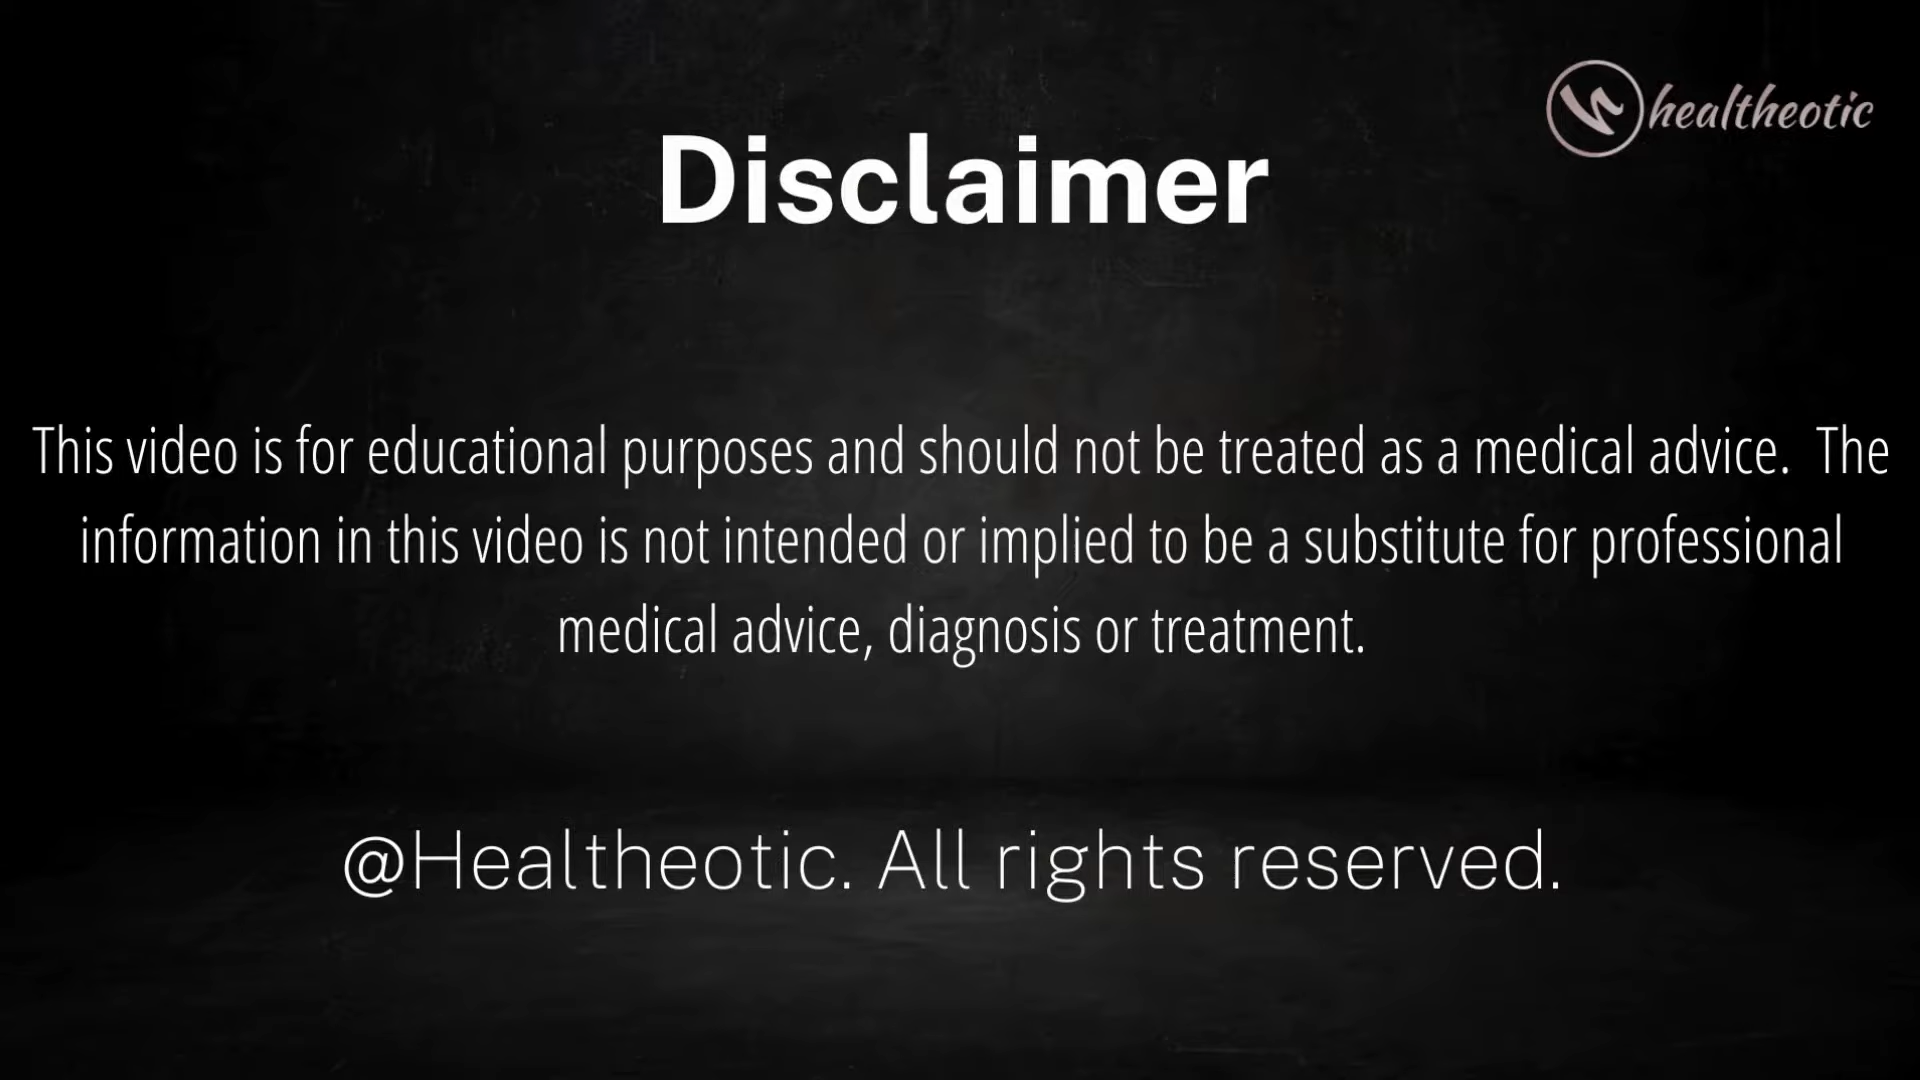 healtheotic
Disclaimer
This video is for educational purposes and should not be treated as a medical advice.  The
information in this video is not intended or implied to be a substitute for professional
medical advice, diagnosis or treatment.
@Healtheotic. All rights reserved.